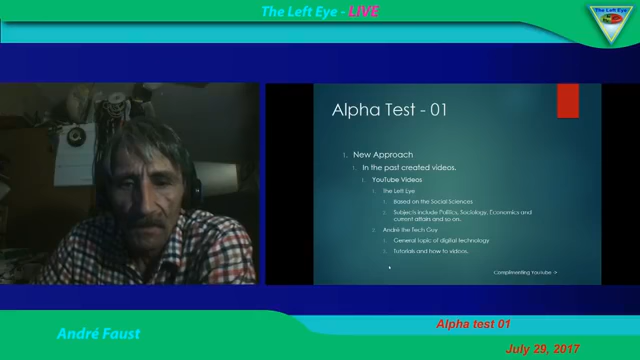 The Left Eye - LIVE
The Left Eye
Alpha Test - 01
1. New Approach
1. In the past created videos.
1. YouTube Videos
1. The Left Eye
1. Based on the Social Sciences
2. Subjects include Politics, Sociology, Economics and
current affairs and so on.
2. André the Tech Guy
1. General topic of digital technology
2. Tutorials and how to videos.
Complimenting Youtube ->
André Faust
Alpha test 01
July 29, 2017